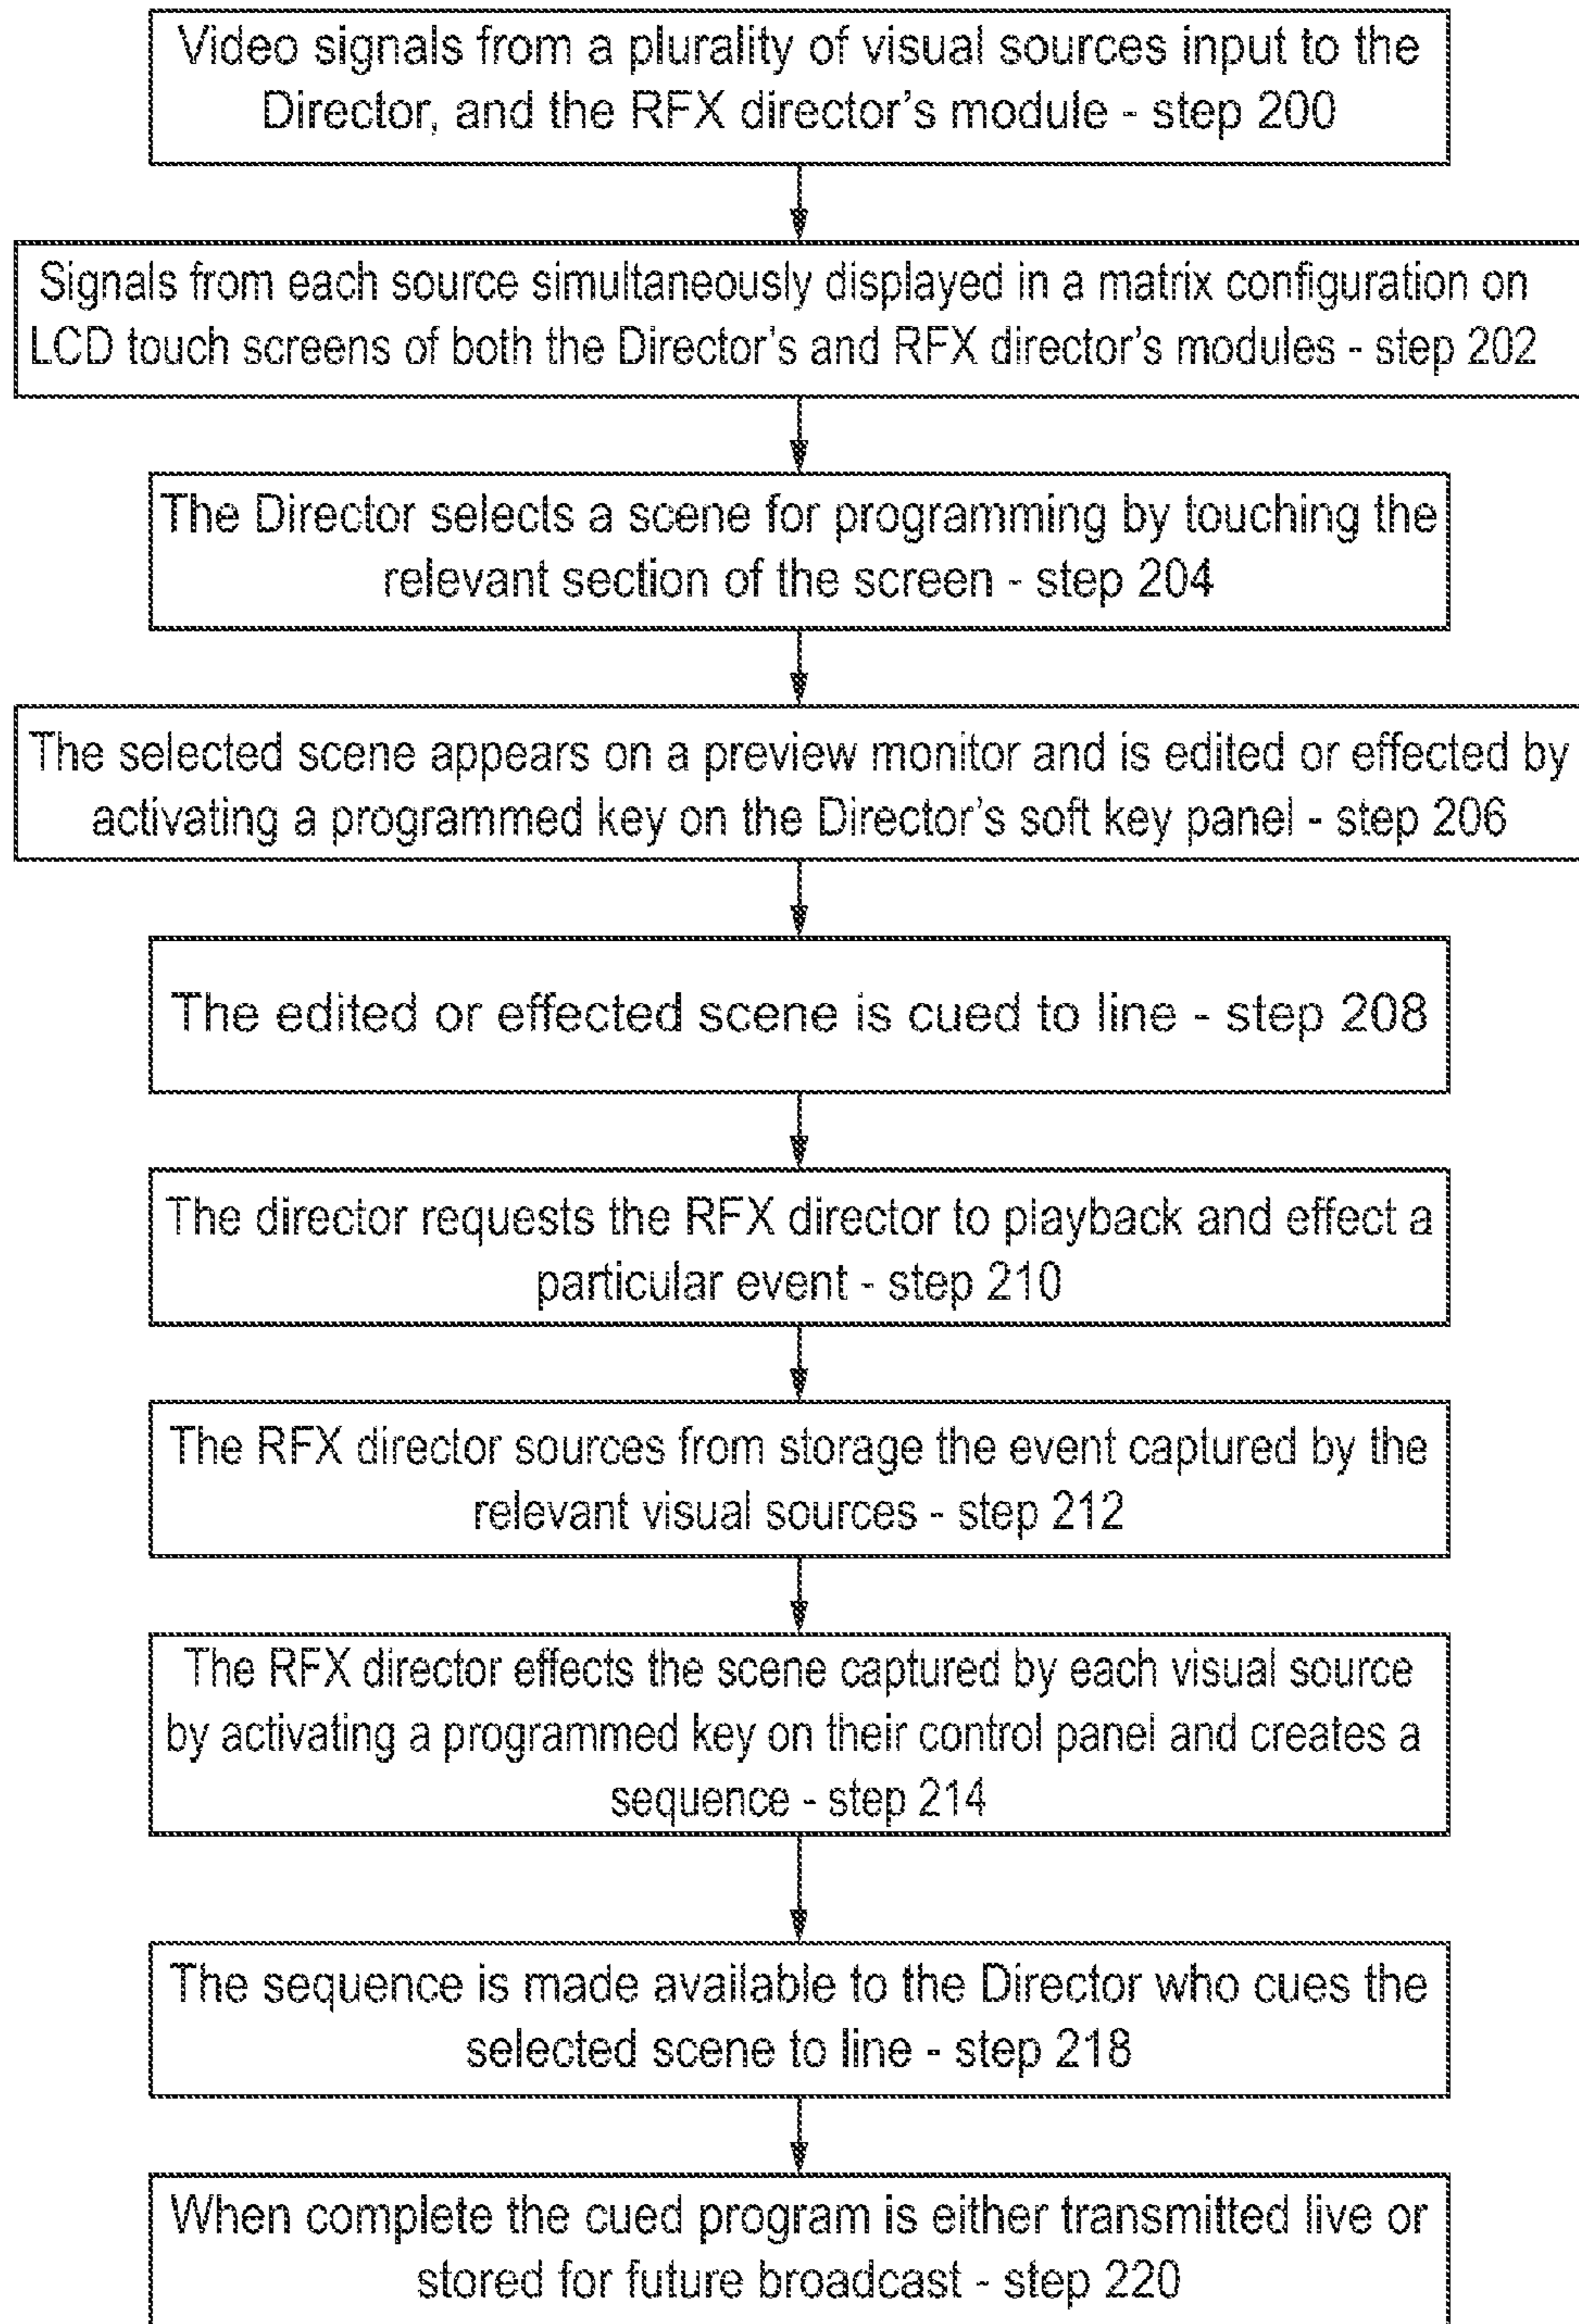 Video signals from a plurality of visual sources input to the
Director, and the RFX director's module - step 200
Signals from each source simultaneously displayed in a matrix configuration on
LCD touch screens of both the Director's and RFX director's modules - step 202
The Director selects a scene for programming by touching the
relevant section of the screen - step 204
The selected scene appears on a preview monitor and is edited or effected by
activating a programmed key on the Director's soft key panel - step 206
The edited or effected scene is cued to line - step 208
The director requests the RFX director to playback and effect a
particular event - step 210
The RFX director sources from storage the event captured by the
relevant visual sources - step 212
The RFX director effects the scene captured by each visual source
by activating a programmed key on their control panel and creates a
sequence - step 214
The sequence is made available to the Director who cues the
selected scene to line - step 218
When complete the cued program is either transmitted live or
stored for future broadcast - step 220